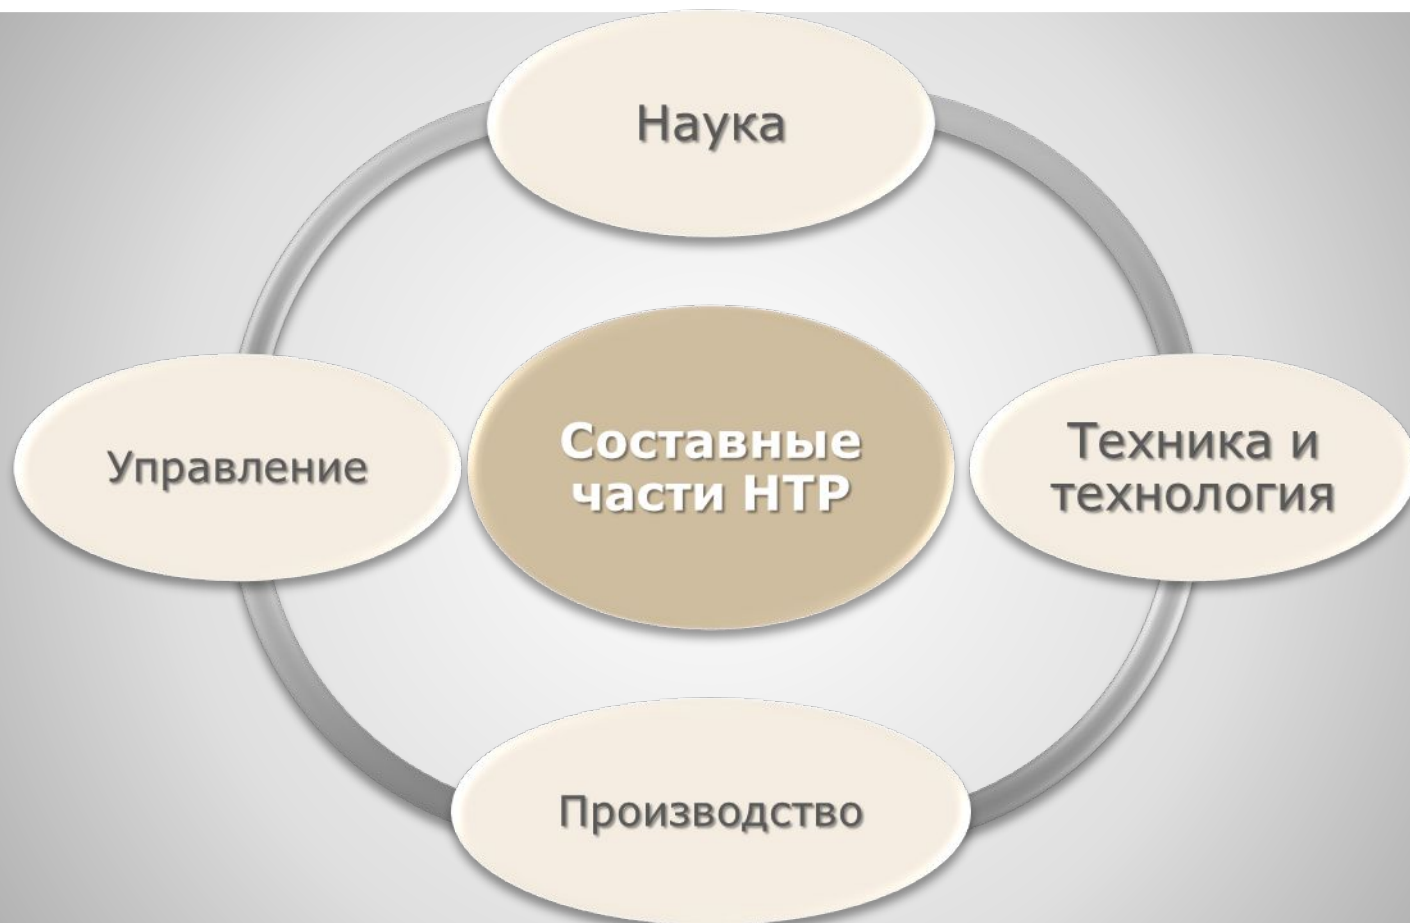 Наука
Управление
Составные
части НТР
Техника и
технология
Производство